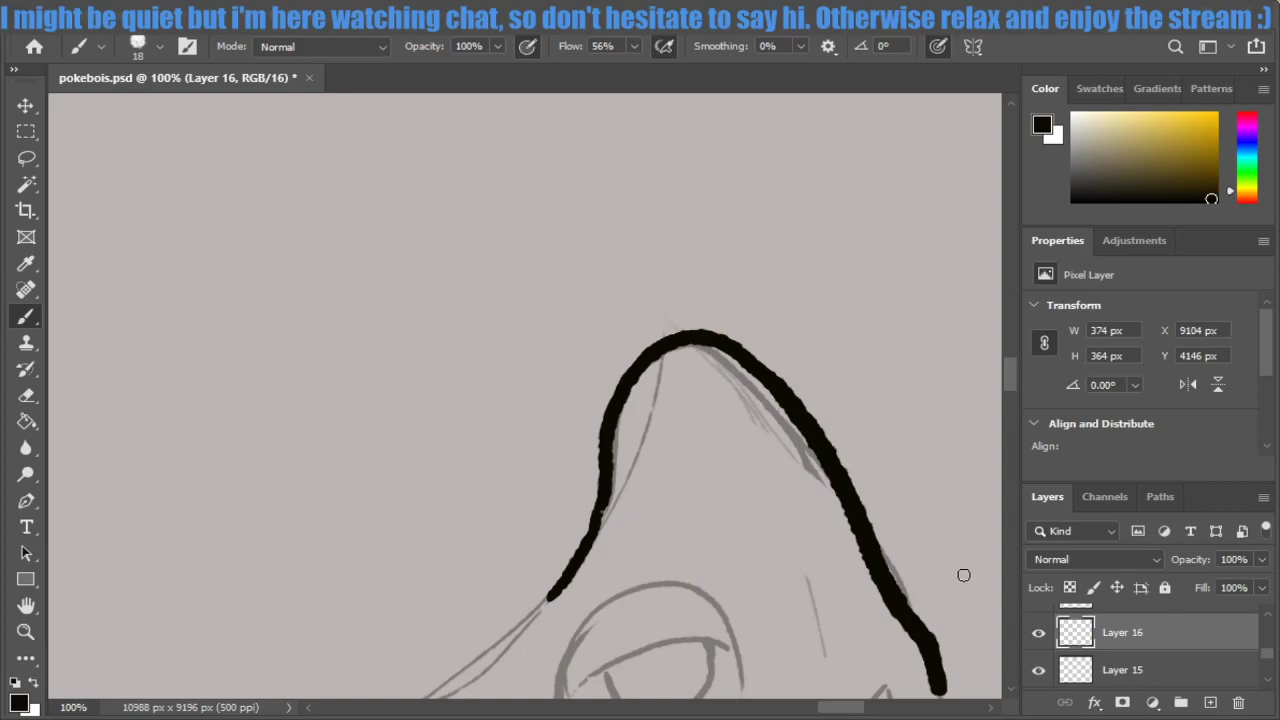 I might be quiet but i'm here watching chat, so don't hesitate to say hi. Otherwise relax and enjoy the stream :)
18
Mode: Normal
Opacity: 100%
Flow: 56%
Smoothing: 0%
0°
pokebois.psd @ 100% (Layer 16, RGB/16) *
Color
Swatches
Gradients
Patterns
Properties
Adjustments
Pixel Layer
Transform
W 374 px
X 9104 px
H 364 px
Y 4146 px
0.00°
Align and Distribute
Align:
Layers
Channels
Paths
Kind
Normal
Opacity: 100%
Lock:
Fill: 100%
Layer 16
Layer 15
100%
10988 px x 9196 px (500 ppi)